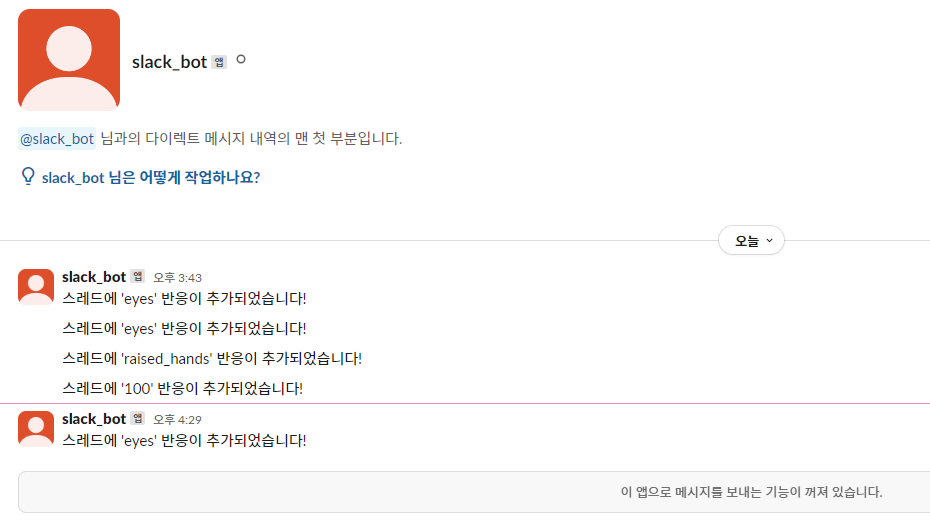 slack_bot 앱
@slack_bot 님과의 다이렉트 메시지 내역의 맨 첫 부분입니다.
slack_bot 님은 어떻게 작업하나요?
오늘
slack_bot 앱 오후 3:43
스레드에 'eyes' 반응이 추가되었습니다!
스레드에 'eyes' 반응이 추가되었습니다!
스레드에 'raised_hands' 반응이 추가되었습니다!
스레드에 '100' 반응이 추가되었습니다!
slack_bot 앱 오후 4:29
스레드에 'eyes' 반응이 추가되었습니다!
이 앱으로 메시지를 보내는 기능이 꺼져 있습니다.